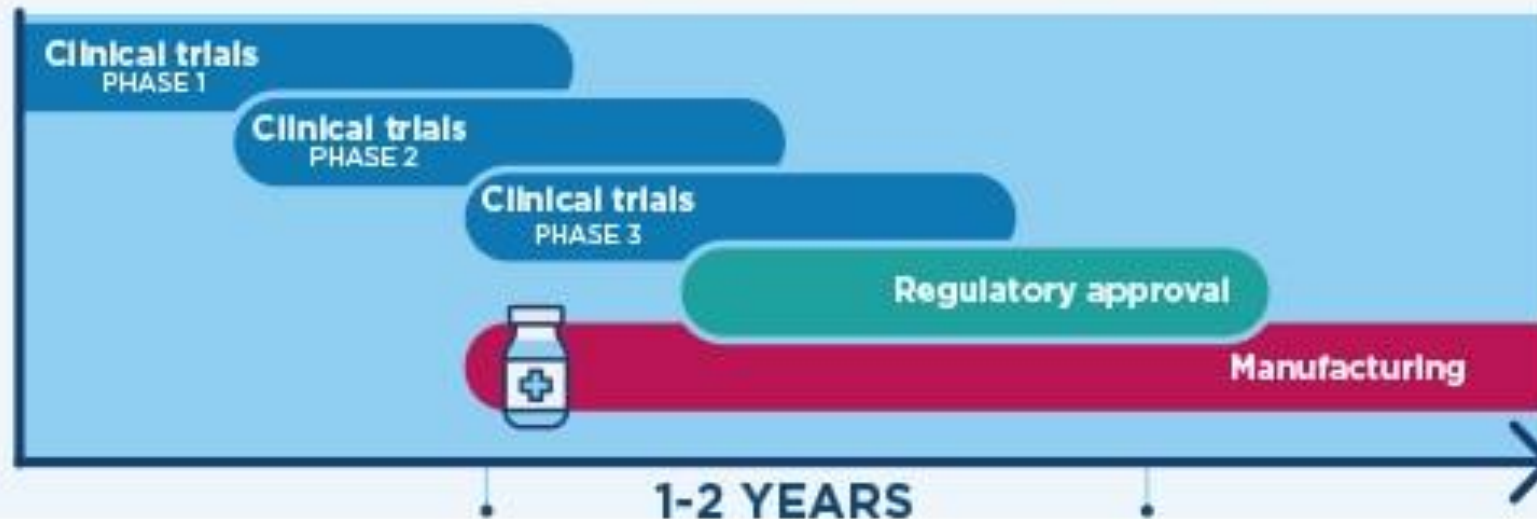 Clinical trials
PHASE 1
Clinical trials
PHASE 2
Clinical trials
PHASE 3
Regulatory approval
Manufacturing
1-2 YEARS